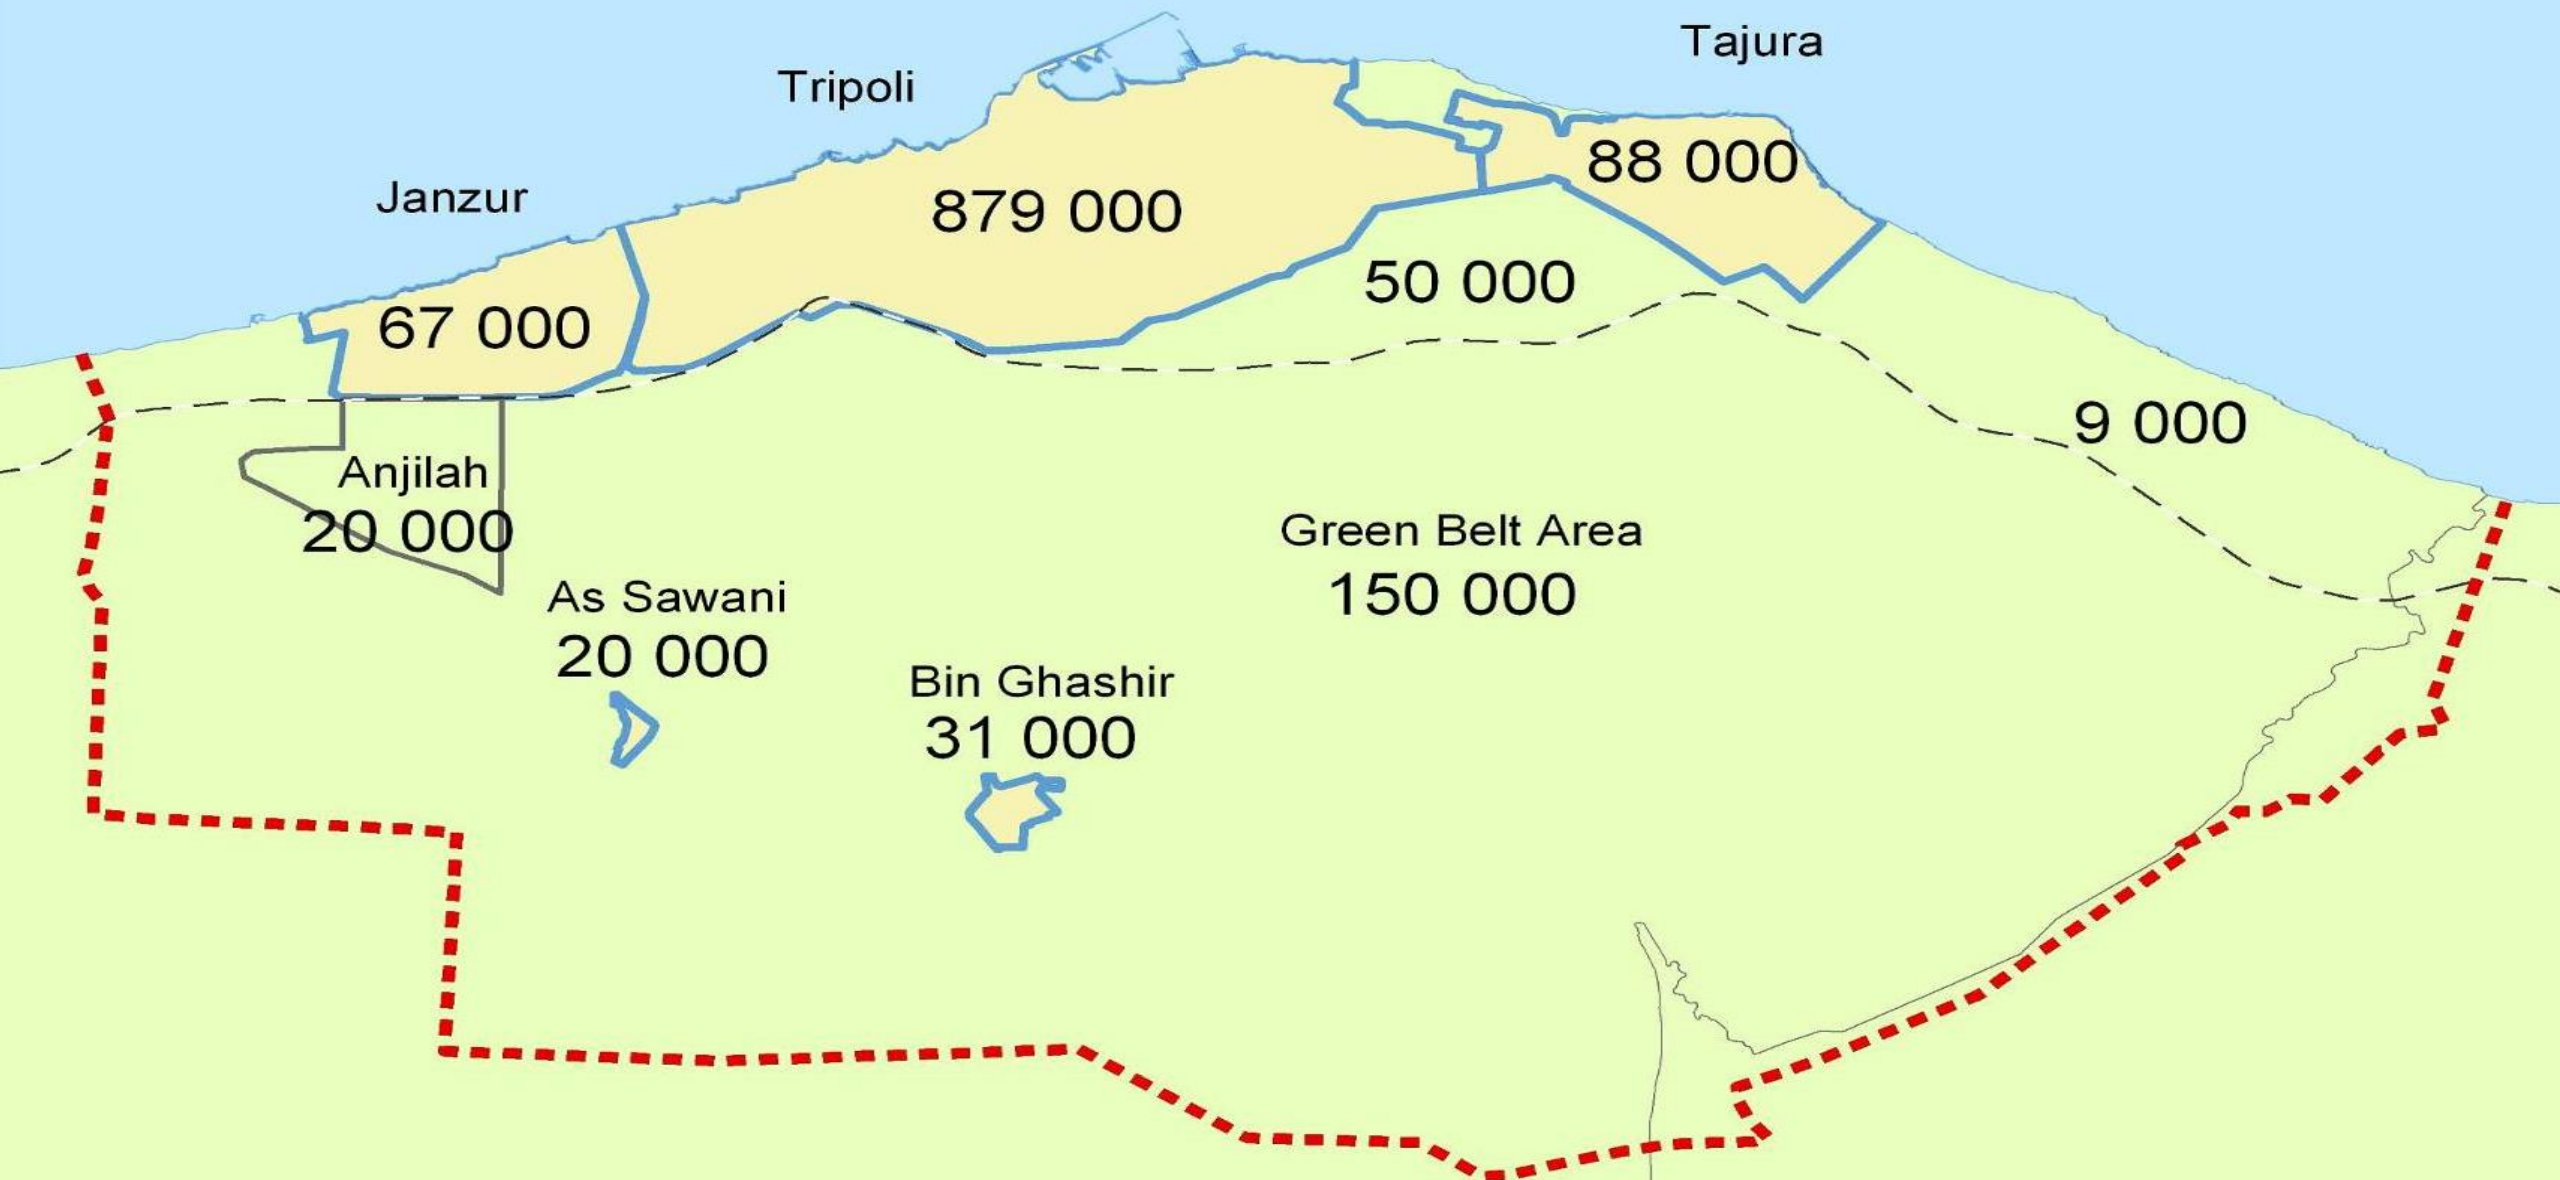 Tajura
Tripoli
88 000
Janzur
879 000
50 000
67 000
9 000
Anjilah
20 000
Green Belt Area
150 000
As Sawani
20 000
Bin Ghashir
31 000